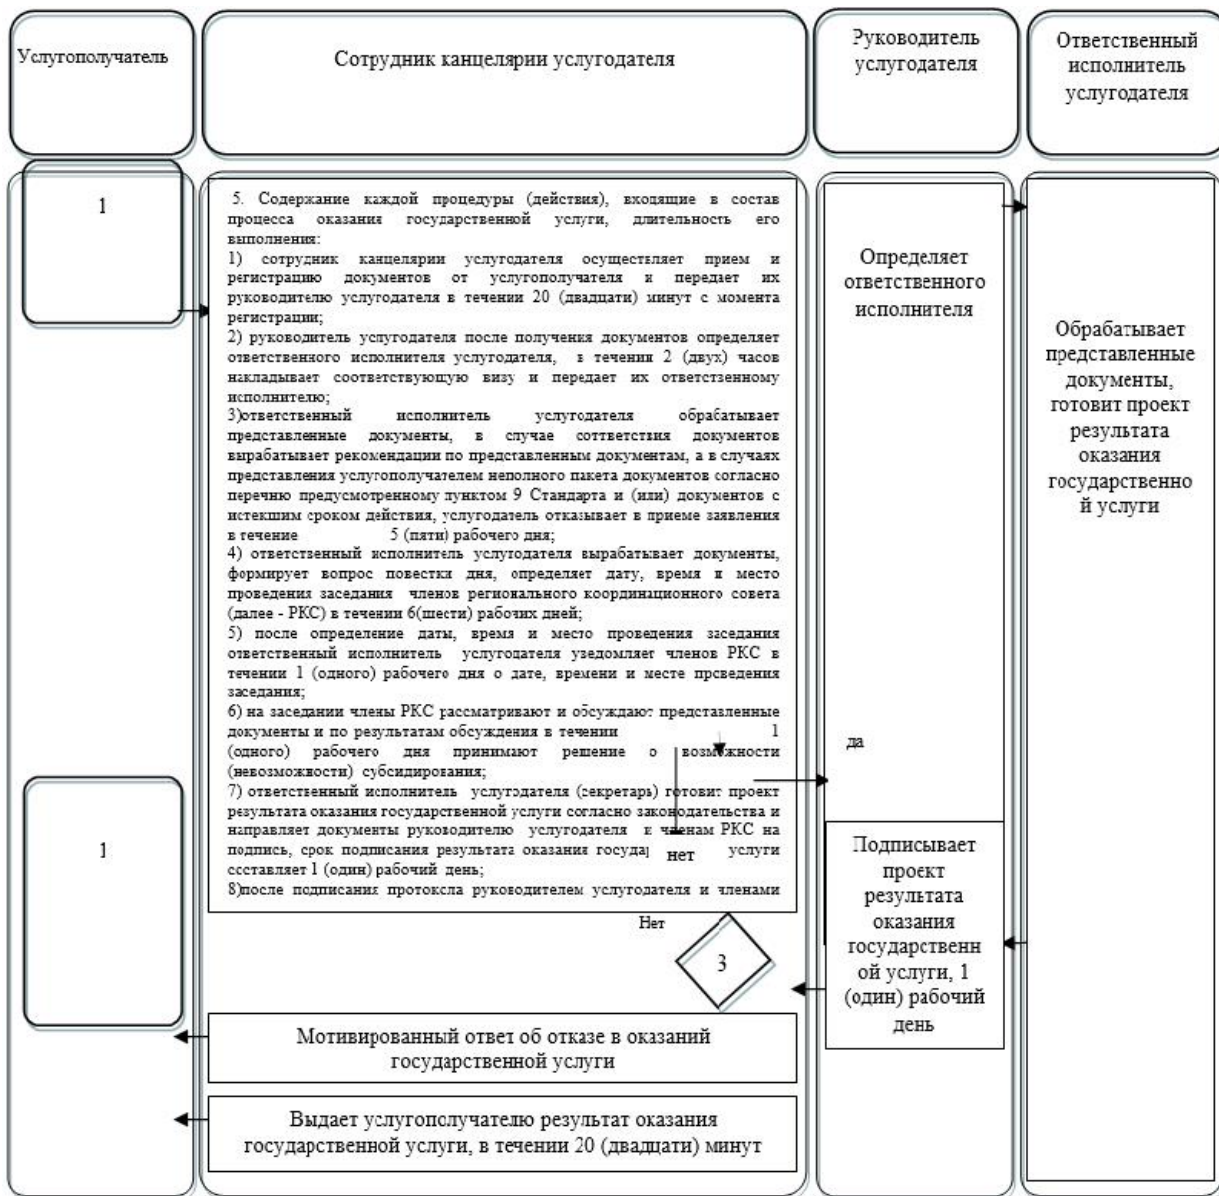 Услугополучатель
Сотрудник канцелярии услугодателя
Руководитель
услугодателя
Ответственный
исполнитель
услугодателя
1
5. Содержание каждой процедуры (действия), входящие в состав
процесса оказания государственной услуги, длительность его
выполнения:
1) сотрудник канцелярии услугодателя осуществляет прием и
регистрацию документов от услугополучателя и передает их
руководителю услугодателя в течении 20 (двадцати) минут с момента
регистрации;
2) руководитель услугодателя после получения документов определяет
ответственного исполнителя услугодателя, в течении 2 (двух) часов
накладывает соответствующую визу и передает их ответственному
исполнителю;
3)ответственный исполнитель услугодателя обрабатывает
представленные документы, в случае соттветствия документов
вырабатывает рекомендации по представленным документам, а в случаях
представления услугополучателем неполного пакета документов согласно
перечню предусмотренному пунктом 9 Стандарта и (или) документов с
истекшим сроком действия, услугодатель отказывает в приеме заявления
в течение 5 (пяти) рабочего дня;
4) ответственный исполнитель услугодателя вырабатывает документы,
формирует вопрос повестки дня, определяет дату, время и место
проведения заседания членов регионального координационного совета
(далее - РКС) в течении 6(шести) рабочих дней;
5) после определение даты, время и место проведения заседания
ответственный исполнитель услугодателя уведомляет членов РКС в
течении 1 (одного) рабочего дня о дате, времени и месте проведения
заседания;
6) на заседании члены РКС рассматривают и обсуждают представленные
документы и по результатам обсуждения в течении 1
(одного) рабочего дня принимают решение о возможности
(невозможности) субсидирования;
7) ответственный исполнитель услугодателя (секретарь) готовит проект
результата оказания государственной услуги согласно законодательства и
направляет документы руководителю услугодателя и членам РКС на
подпись, срок подписания результата оказания государ услуги
составляет 1 (один) рабочий день;
8)после подписания протокола руководителем услугодателя и членами
нет
Определяет
ответственного
исполнителя
Обрабатывает
представленные
документы,
готовит проект
результата
оказания
государственно
й услуги
да
1
Подписывает
проект
результата
оказания
государственн
ой услуги, 1
(один) рабочий
день
Нет
3
Мотивированный ответ об отказе в оказаний
государственной услуги
Выдает услугополучателю результат оказания
государственной услуги, в течении 20 (двадцати) минут